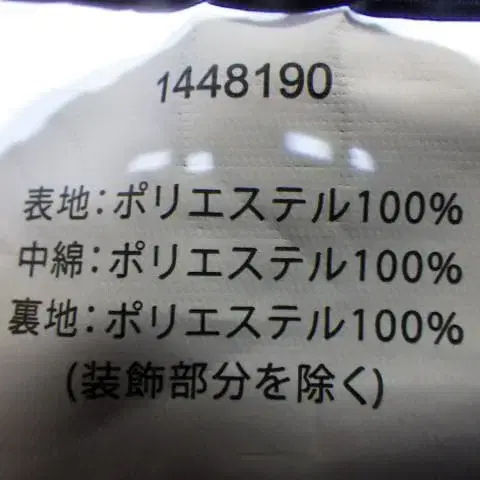 1448190
表地：ポリエステル100%
中綿：ポリエステル100%
裏地：ポリエステル100%
(装飾部分を除く)